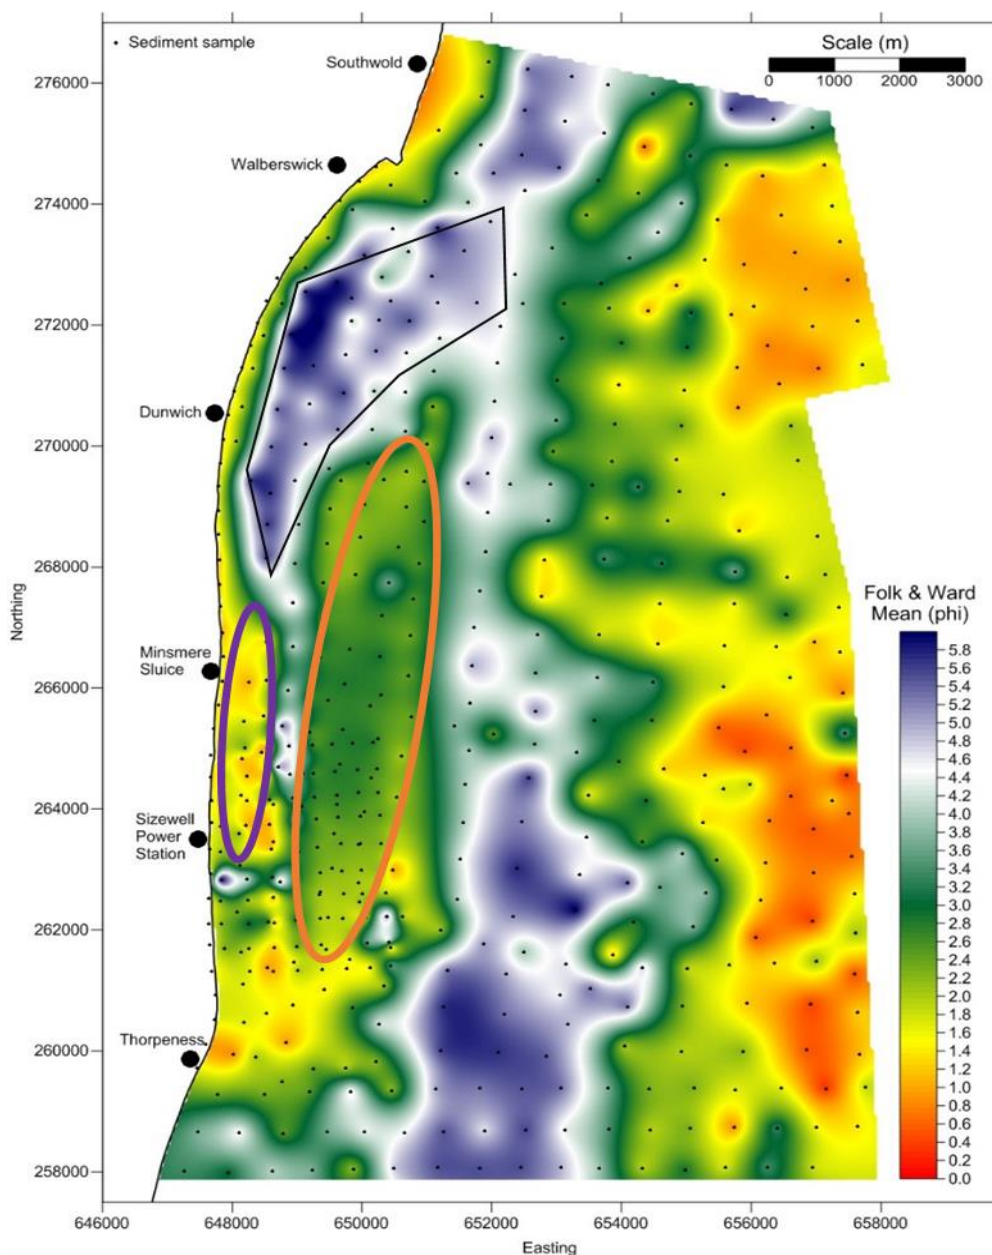 Sediment sample
Scale (m)
0 1000 2000 3000
Southwold
Walberswick
Dunwich
Minsmere
Sluice
Sizewell
Power
Station
Thorpeness
276000
274000
272000
270000
268000
266000
264000
262000
260000
258000
Northing
646000 648000 650000 652000 654000 656000 658000
Easting
Folk & Ward
Mean (phi)
5.8
5.6
5.4
5.2
5.0
4.8
4.6
4.4
4.2
4.0
3.8
3.6
3.4
3.2
3.0
2.8
2.6
2.4
2.2
2.0
1.8
1.6
1.4
1.2
1.0
0.8
0.6
0.4
0.2
0.0